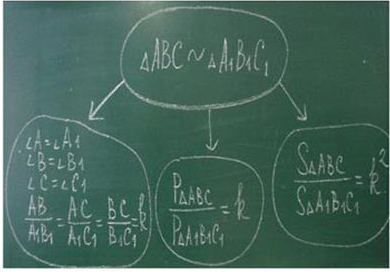 △ABC ~ △A₁B₁C₁
∠A=∠A₁
∠B=∠B₁
∠C=∠C₁
AB/A₁B₁ = AC/A₁C₁ = BC/B₁C₁ = k
P△ABC/P△A₁B₁C₁ = k
S△ABC/S△A₁B₁C₁ = k²